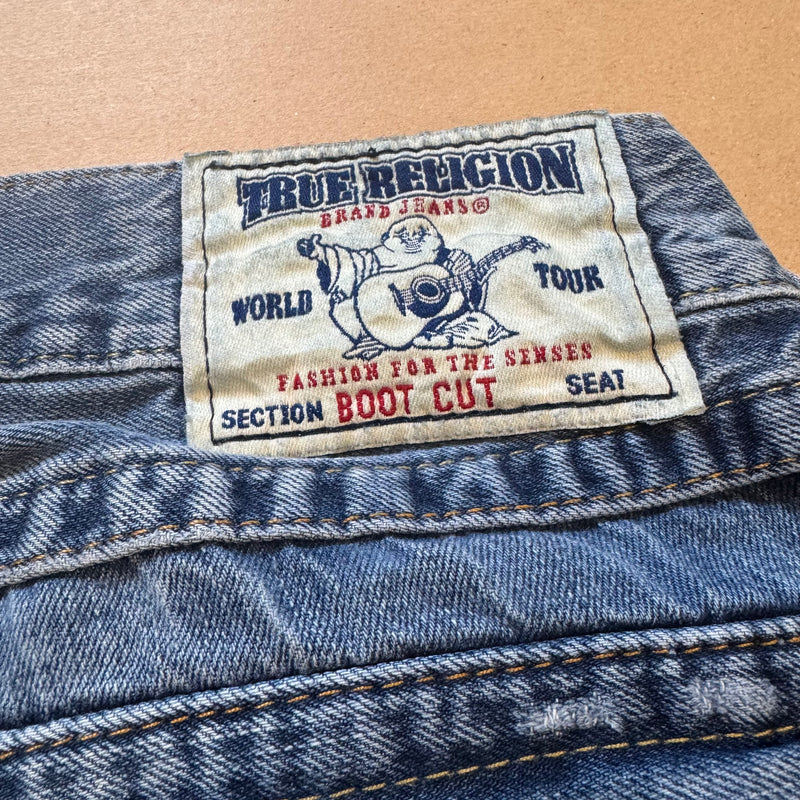 TRUE RELIGION
BRAND JEANS®
WORLD TOUR
FASHION FOR THE SENSES
SECTION BOOT CUT SEAT